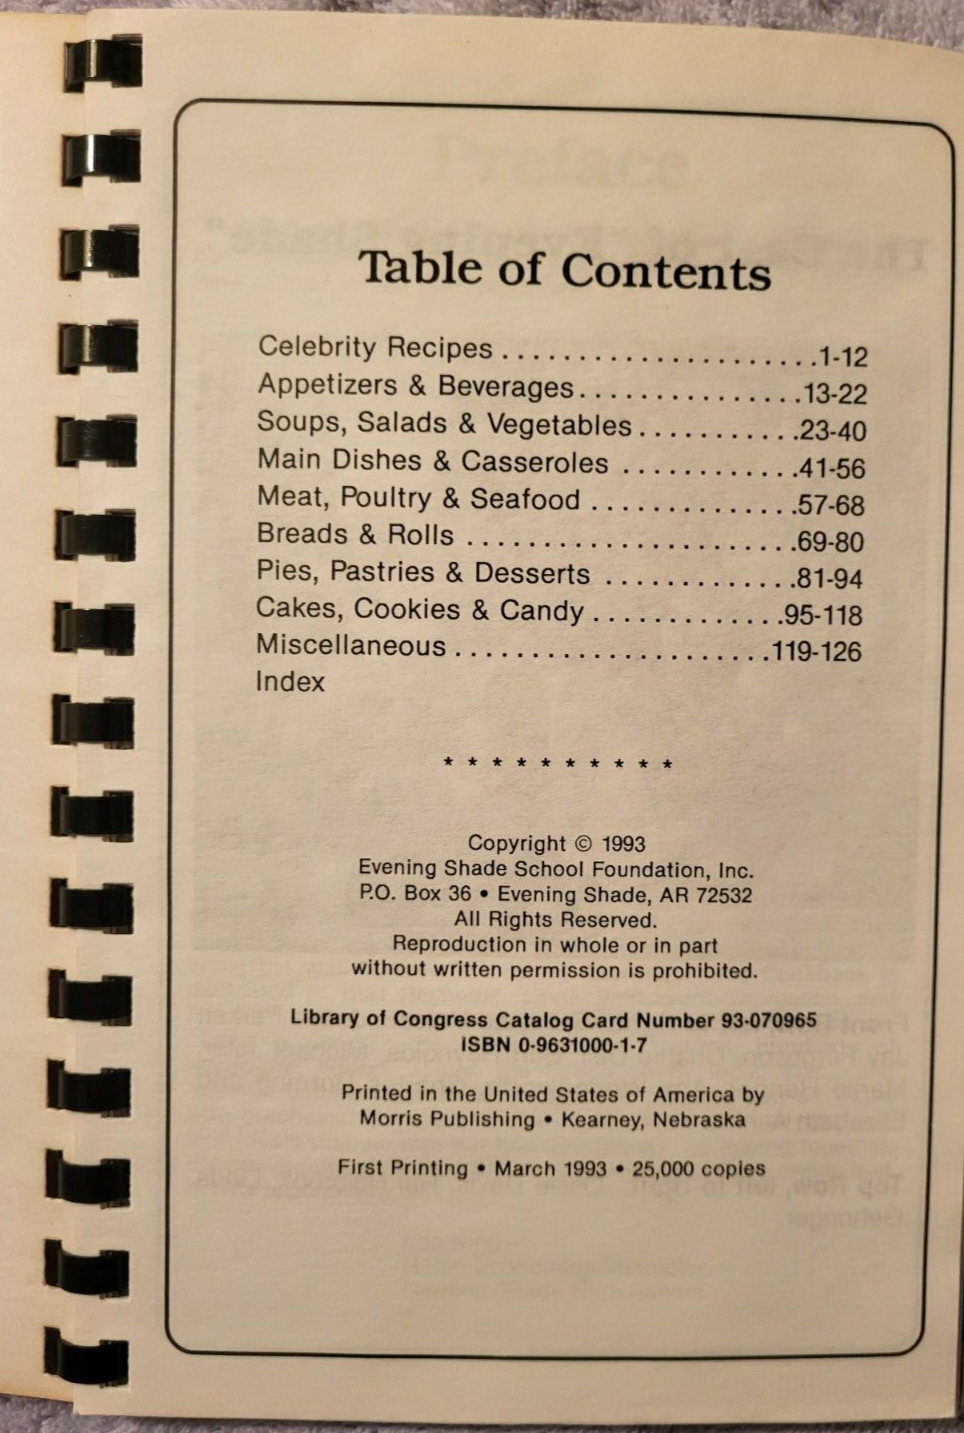 Table of Contents
Celebrity Recipes . . . . . . . . . . . . . . . . . . . . .1-12
Appetizers & Beverages. . . . . . . . . . . . . . .13-22
Soups, Salads & Vegetables . . . . . . . . . . .23-40
Main Dishes & Casseroles . . . . . . . . . . . .41-56
Meat, Poultry & Seafood . . . . . . . . . . . . . .57-68
Breads & Rolls . . . . . . . . . . . . . . . . . . . . . .69-80
Pies, Pastries & Desserts . . . . . . . . . . . . .81-94
Cakes, Cookies & Candy . . . . . . . . . . . . .95-118
Miscellaneous . . . . . . . . . . . . . . . . . . . . .119-126
Index
* * * * * * * * * *
Copyright © 1993
Evening Shade School Foundation, Inc.
P.O. Box 36 • Evening Shade, AR 72532
All Rights Reserved.
Reproduction in whole or in part
without written permission is prohibited.
Library of Congress Catalog Card Number 93-070965
ISBN 0-9631000-1-7
Printed in the United States of America by
Morris Publishing • Kearney, Nebraska
First Printing • March 1993 • 25,000 copies